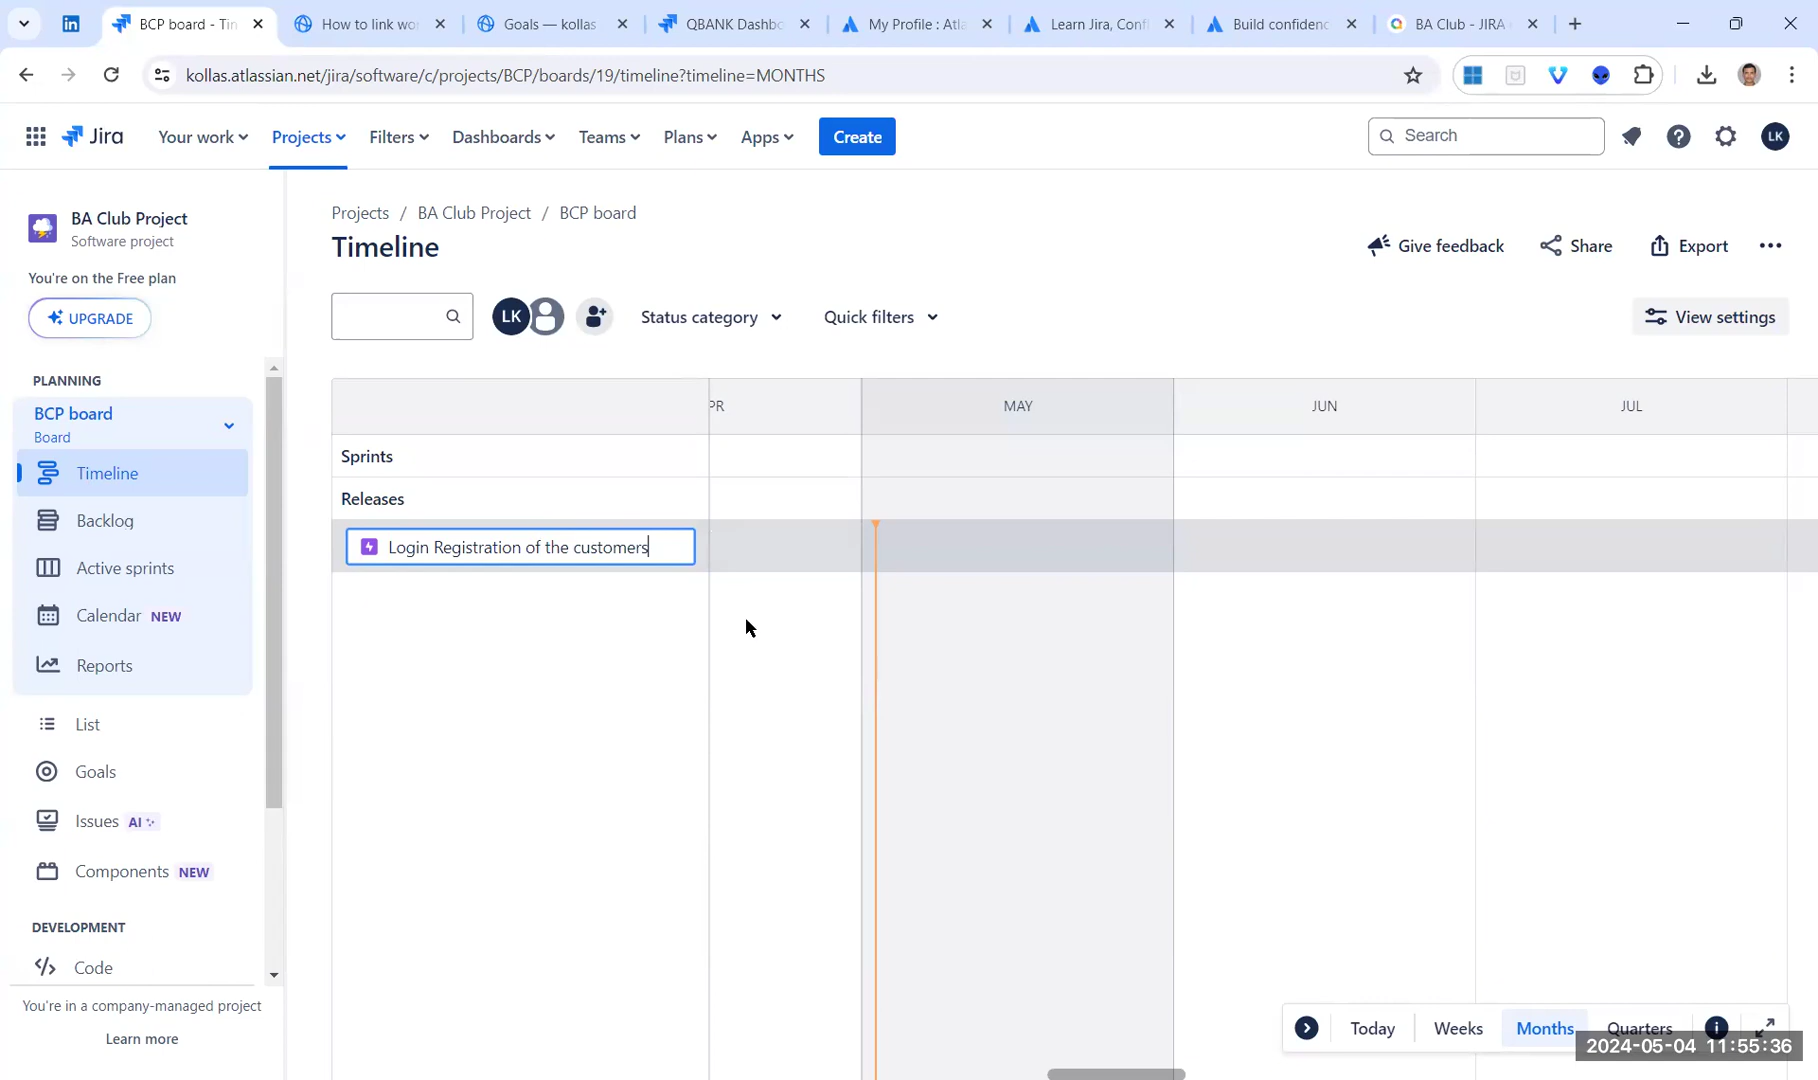 BCP board - Tin
How to link wo
Goals — kollas
QBANK Dashbo
My Profile : Atla
Learn Jira, Conf
Build confidenc
BA Club - JIRA
kollas.atlassian.net/jira/software/c/projects/BCP/boards/19/timeline?timeline=MONTHS
Jira
Your work
Projects
Filters
Dashboards
Teams
Plans
Apps
Create
Search
LK
BA Club Project
Software project
You're on the Free plan
UPGRADE
PLANNING
BCP board
Board
Timeline
Backlog
Active sprints
Calendar NEW
Reports
List
Goals
Issues AI
Components NEW
DEVELOPMENT
Code
You're in a company-managed project
Learn more
Projects / BA Club Project / BCP board
Timeline
Give feedback
Share
Export
LK
Status category
Quick filters
View settings
PR
MAY
JUN
JUL
Sprints
Releases
Login Registration of the customers
Today
Weeks
Months
Quarters
2024-05-04 11:55:36